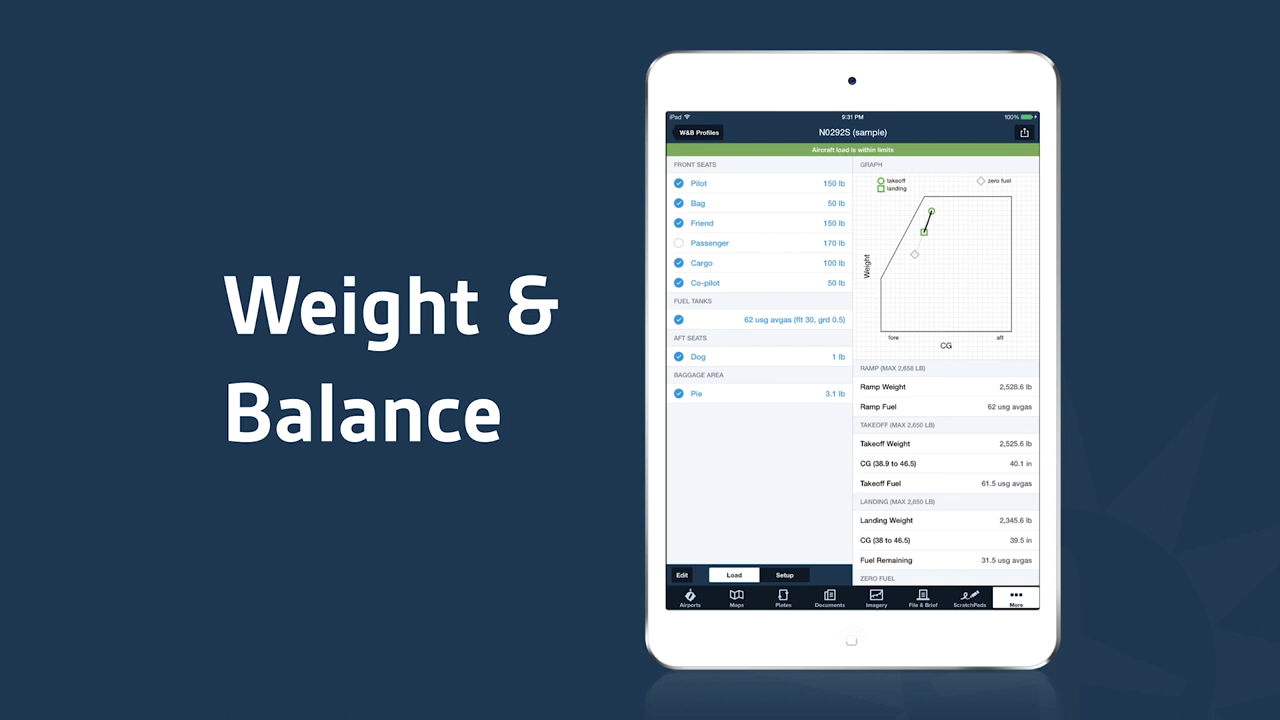 Weight &
Balance
iPad 9:31 PM 100%
W&B Profiles N0292S (sample)
Aircraft load is within limits
FRONT SEATS
Pilot 150 lb
Bag 50 lb
Friend 150 lb
Passenger 170 lb
Cargo 100 lb
Co-pilot 50 lb
FUEL TANKS
62 usg avgas (flt 30, grd 0.5)
AFT SEATS
Dog 1 lb
BAGGAGE AREA
Pie 3.1 lb
GRAPH
takeoff zero fuel
landing
Weight
fore aft
CG
RAMP (MAX 2,658 LB)
Ramp Weight 2,528.6 lb
Ramp Fuel 62 usg avgas
TAKEOFF (MAX 2,650 LB)
Takeoff Weight 2,525.6 lb
CG (38.9 to 46.5) 40.1 in
Takeoff Fuel 61.5 usg avgas
LANDING (MAX 2,650 LB)
Landing Weight 2,345.6 lb
CG (38 to 46.5) 39.5 in
Fuel Remaining 31.5 usg avgas
ZERO FUEL
Edit Load Setup
Airports Maps Plates Documents Imagery File & Brief ScratchPads More